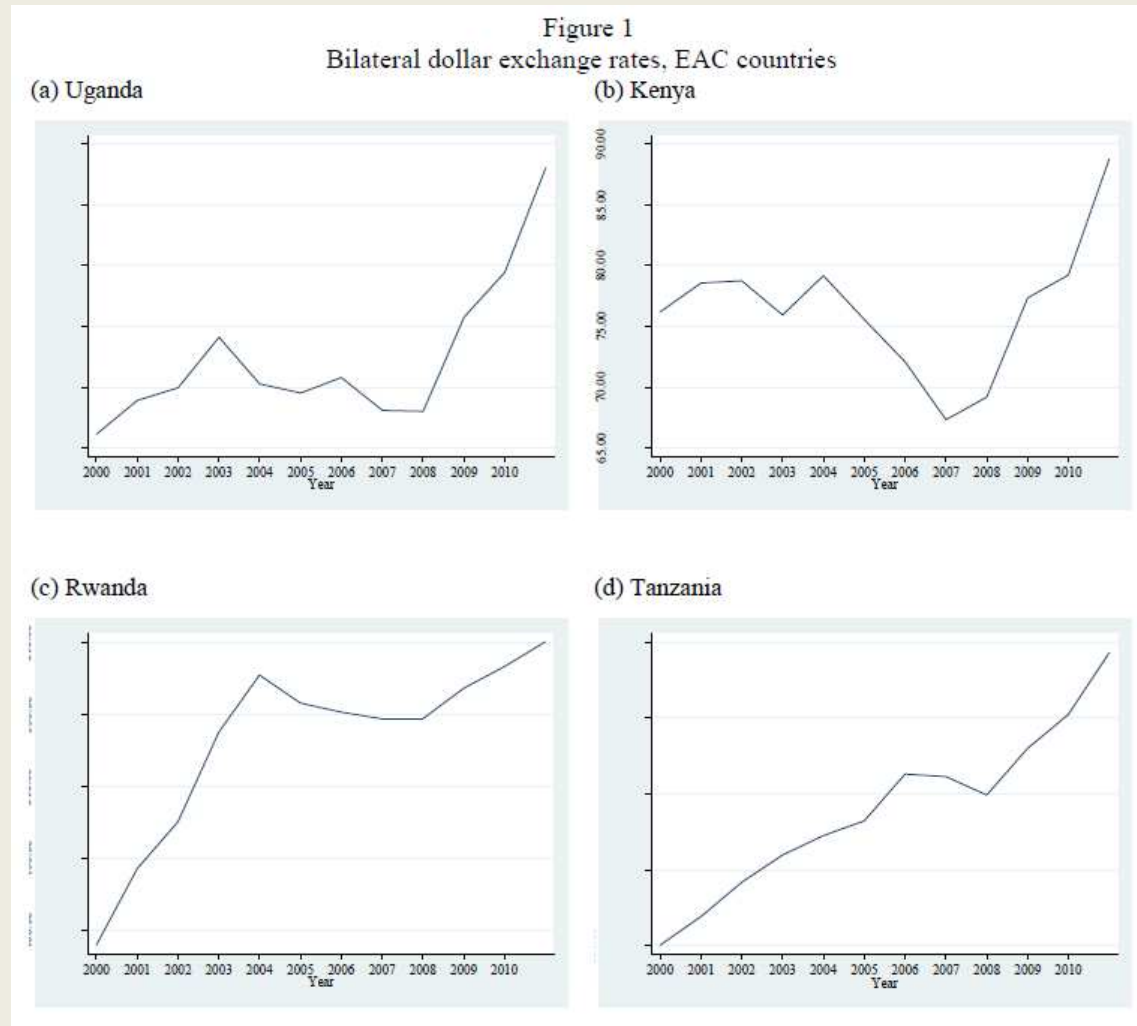 Figure 1
Bilateral dollar exchange rates, EAC countries
(a) Uganda
2000 2001 2002 2003 2004 2005 2006 2007 2008 2009 2010
Year
(b) Kenya
90.00
85.00
80.00
75.00
70.00
65.00
2000 2001 2002 2003 2004 2005 2006 2007 2008 2009 2010
Year
(c) Rwanda
2000 2001 2002 2003 2004 2005 2006 2007 2008 2009 2010
Year
(d) Tanzania
2000 2001 2002 2003 2004 2005 2006 2007 2008 2009 2010
Year